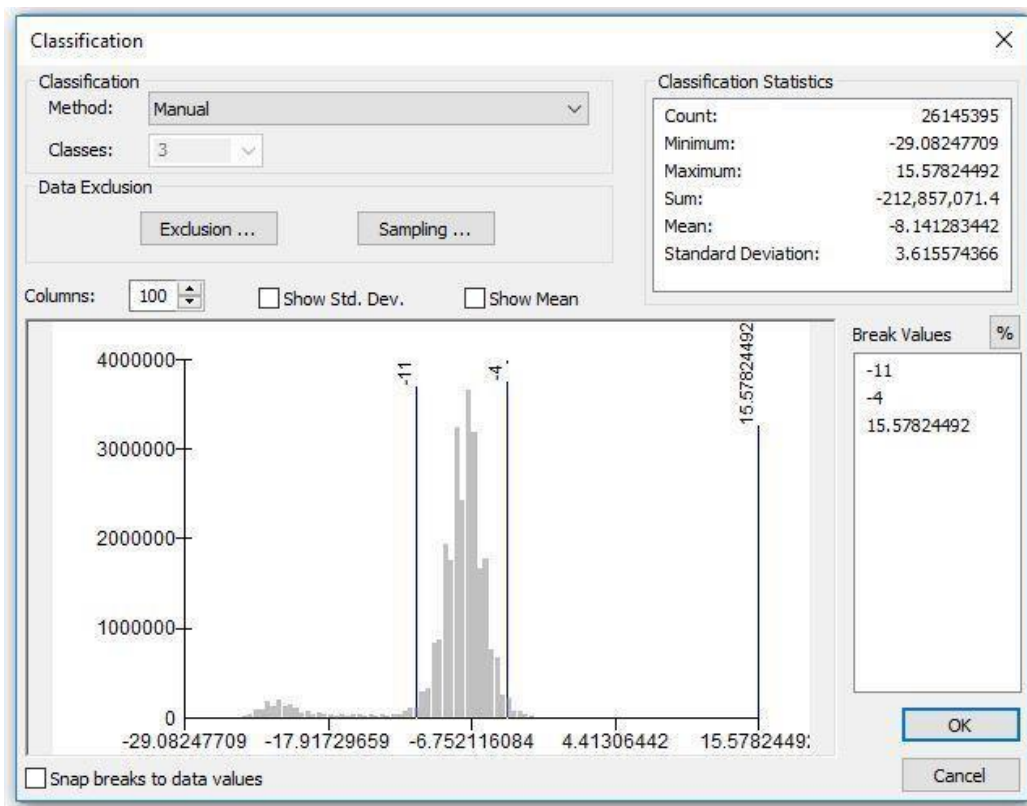 Classification
Classification
Method: Manual
Classes: 3
Classification Statistics
Count: 26145395
Minimum: -29.08247709
Maximum: 15.57824492
Sum: -212,857,071.4
Mean: -8.141283442
Standard Deviation: 3.615574366
Data Exclusion
Exclusion ...
Sampling ...
Columns: 100 Show Std. Dev. Show Mean
Break Values %
-11
-4
15.57824492
4000000
3000000
2000000
1000000
0
-11
-4
15.57824492
-29.08247709 -17.91729659 -6.752116084 4.41306442 15.57824492
OK
Cancel
Snap breaks to data values